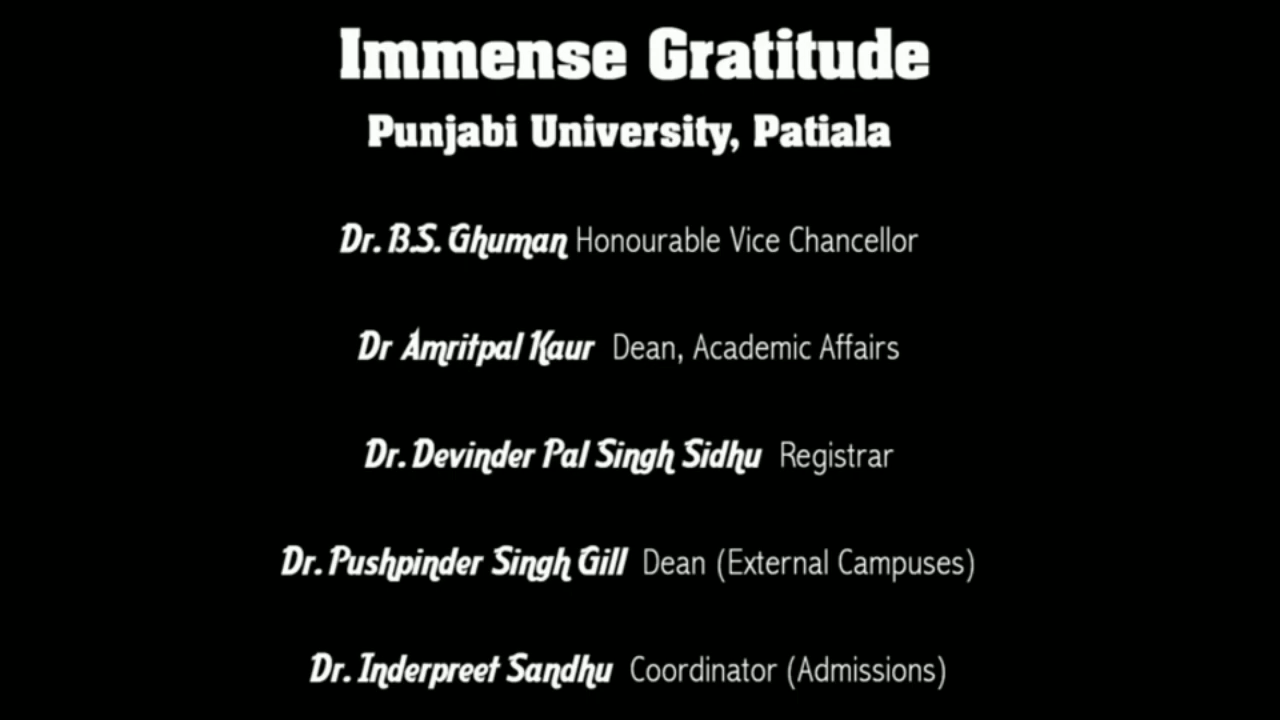 Immense Gratitude
Punjabi University, Patiala
Dr. B.S. Ghuman Honourable Vice Chancellor
Dr Amritpal Kaur Dean, Academic Affairs
Dr. Devinder Pal Singh Sidhu Registrar
Dr. Pushpinder Singh Gill Dean (External Campuses)
Dr. Inderpreet Sandhu Coordinator (Admissions)